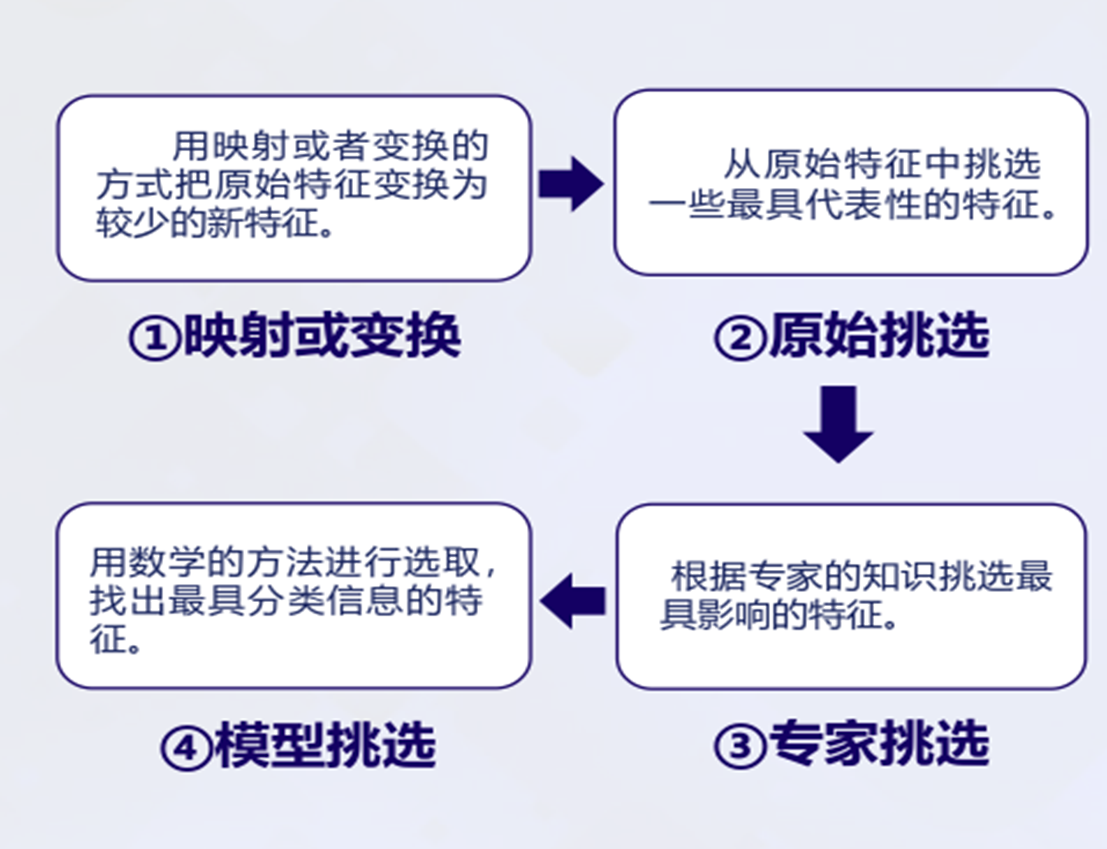 用映射或者变换的
方式把原始特征变换为
较少的新特征。
①映射或变换
从原始特征中挑选
一些最具代表性的特征。
②原始挑选
根据专家的知识挑选最
具影响的特征。
③专家挑选
用数学的方法进行选取，
找出最具分类信息的特
征。
④模型挑选